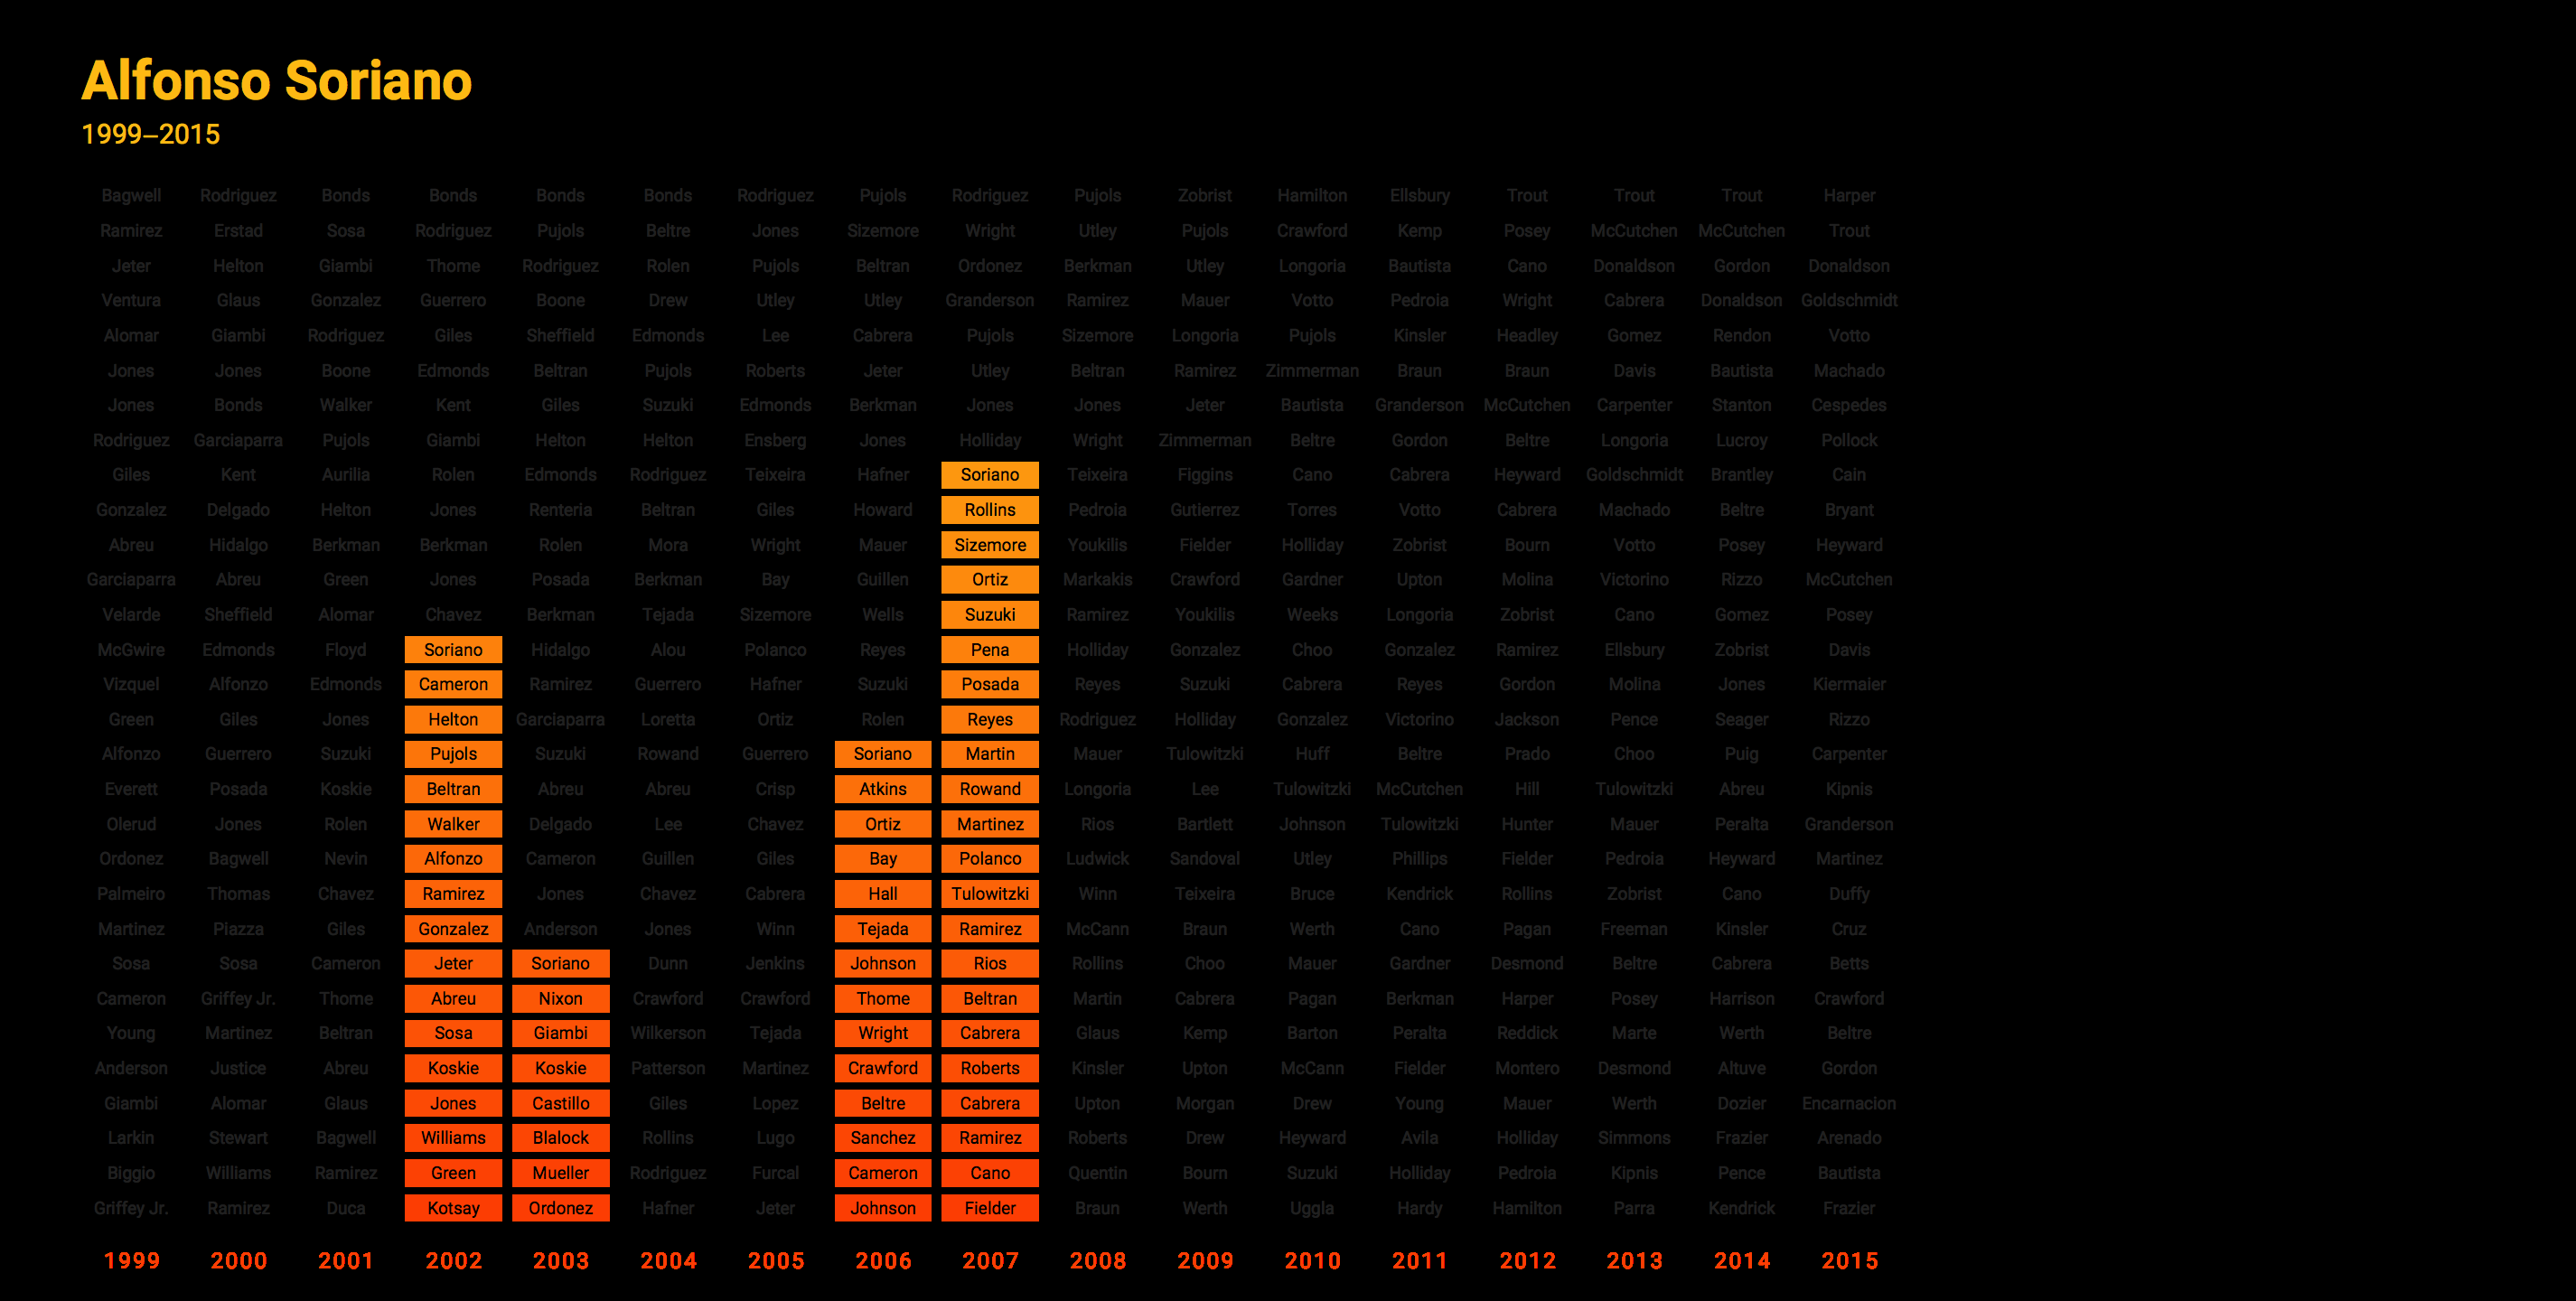 Alfonso Soriano
1999–2015
Bagwell Rodriguez Bonds Bonds Bonds Bonds Rodriguez Pujols Rodriguez Pujols Zobrist Hamilton Ellsbury Trout Trout Trout Harper
Ramirez Erstad Sosa Rodriguez Pujols Beltre Jones Sizemore Wright Utley Pujols Crawford Kemp Posey McCutchen McCutchen Trout
Jeter Helton Giambi Thome Rodriguez Rolen Pujols Beltran Ordonez Berkman Utley Longoria Bautista Cano Donaldson Gordon Donaldson
Ventura Glaus Gonzalez Guerrero Boone Drew Utley Utley Granderson Ramirez Mauer Votto Pedroia Wright Cabrera Donaldson Goldschmidt
Alomar Giambi Rodriguez Giles Sheffield Edmonds Lee Cabrera Pujols Sizemore Longoria Pujols Kinsler Headley Gomez Rendon Votto
Jones Jones Boone Edmonds Beltran Pujols Roberts Jeter Utley Beltran Ramirez Zimmerman Braun Braun Davis Bautista Machado
Jones Bonds Walker Kent Giles Suzuki Edmonds Berkman Jones Jones Jeter Bautista Granderson McCutchen Carpenter Stanton Cespedes
Rodriguez Garciaparra Pujols Giambi Helton Helton Ensberg Jones Holliday Wright Zimmerman Beltre Gordon Beltre Longoria Lucroy Pollock
Giles Kent Aurilia Rolen Edmonds Rodriguez Teixeira Hafner Soriano Teixeira Figgins Cano Cabrera Heyward Goldschmidt Brantley Cain
Gonzalez Delgado Helton Jones Renteria Beltran Giles Howard Rollins Pedroia Gutierrez Torres Votto Cabrera Machado Beltre Bryant
Abreu Hidalgo Berkman Berkman Rolen Mora Wright Mauer Sizemore Youkilis Fielder Holliday Zobrist Bourn Votto Posey Heyward
Garciaparra Abreu Green Jones Posada Berkman Bay Guillen Ortiz Markakis Crawford Gardner Upton Molina Victorino Rizzo McCutchen
Velarde Sheffield Alomar Chavez Berkman Tejada Sizemore Wells Suzuki Ramirez Youkilis Weeks Longoria Zobrist Cano Gomez Posey
McGwire Edmonds Floyd Soriano Hidalgo Alou Polanco Reyes Pena Holliday Gonzalez Choo Gonzalez Ramirez Ellsbury Zobrist Davis
Vizquel Alfonzo Edmonds Cameron Ramirez Guerrero Hafner Suzuki Posada Reyes Suzuki Cabrera Reyes Gordon Molina Jones Kiermaier
Green Giles Jones Helton Garciaparra Loretta Ortiz Rolen Reyes Rodriguez Holliday Gonzalez Victorino Jackson Pence Seager Rizzo
Alfonzo Guerrero Suzuki Pujols Suzuki Rowand Guerrero Soriano Martin Mauer Tulowitzki Huff Beltre Prado Choo Puig Carpenter
Everett Posada Koskie Beltran Abreu Abreu Crisp Atkins Rowand Longoria Lee Tulowitzki McCutchen Hill Tulowitzki Abreu Kipnis
Olerud Jones Rolen Walker Delgado Lee Chavez Ortiz Martinez Rios Bartlett Johnson Tulowitzki Hunter Mauer Peralta Granderson
Ordonez Bagwell Nevin Alfonzo Cameron Guillen Giles Bay Polanco Ludwick Sandoval Utley Phillips Fielder Pedroia Heyward Martinez
Palmeiro Thomas Chavez Ramirez Jones Chavez Cabrera Hall Tulowitzki Winn Teixeira Bruce Kendrick Rollins Zobrist Cano Duffy
Martinez Piazza Giles Gonzalez Anderson Jones Winn Tejada Ramirez McCann Braun Werth Cano Pagan Freeman Kinsler Cruz
Sosa Sosa Cameron Jeter Soriano Dunn Jenkins Johnson Rios Rollins Choo Mauer Gardner Desmond Beltre Cabrera Betts
Cameron Griffey Jr. Thome Abreu Nixon Crawford Crawford Thome Beltran Martin Cabrera Pagan Berkman Harper Posey Harrison Crawford
Young Martinez Beltran Sosa Giambi Wilkerson Tejada Wright Cabrera Glaus Kemp Barton Peralta Reddick Marte Werth Beltre
Anderson Justice Abreu Koskie Koskie Patterson Martinez Crawford Roberts Kinsler Upton McCann Fielder Montero Desmond Altuve Gordon
Giambi Alomar Glaus Jones Castillo Giles Lopez Beltre Cabrera Upton Morgan Drew Young Mauer Werth Dozier Encarnacion
Larkin Stewart Bagwell Williams Blalock Rollins Lugo Sanchez Ramirez Roberts Drew Heyward Avila Holliday Simmons Frazier Arenado
Biggio Williams Ramirez Green Mueller Rodriguez Furcal Cameron Cano Quentin Bourn Suzuki Holliday Pedroia Kipnis Pence Bautista
Griffey Jr. Ramirez Duca Kotsay Ordonez Hafner Jeter Johnson Fielder Braun Werth Uggla Hardy Hamilton Parra Kendrick Frazier
1999 2000 2001 2002 2003 2004 2005 2006 2007 2008 2009 2010 2011 2012 2013 2014 2015